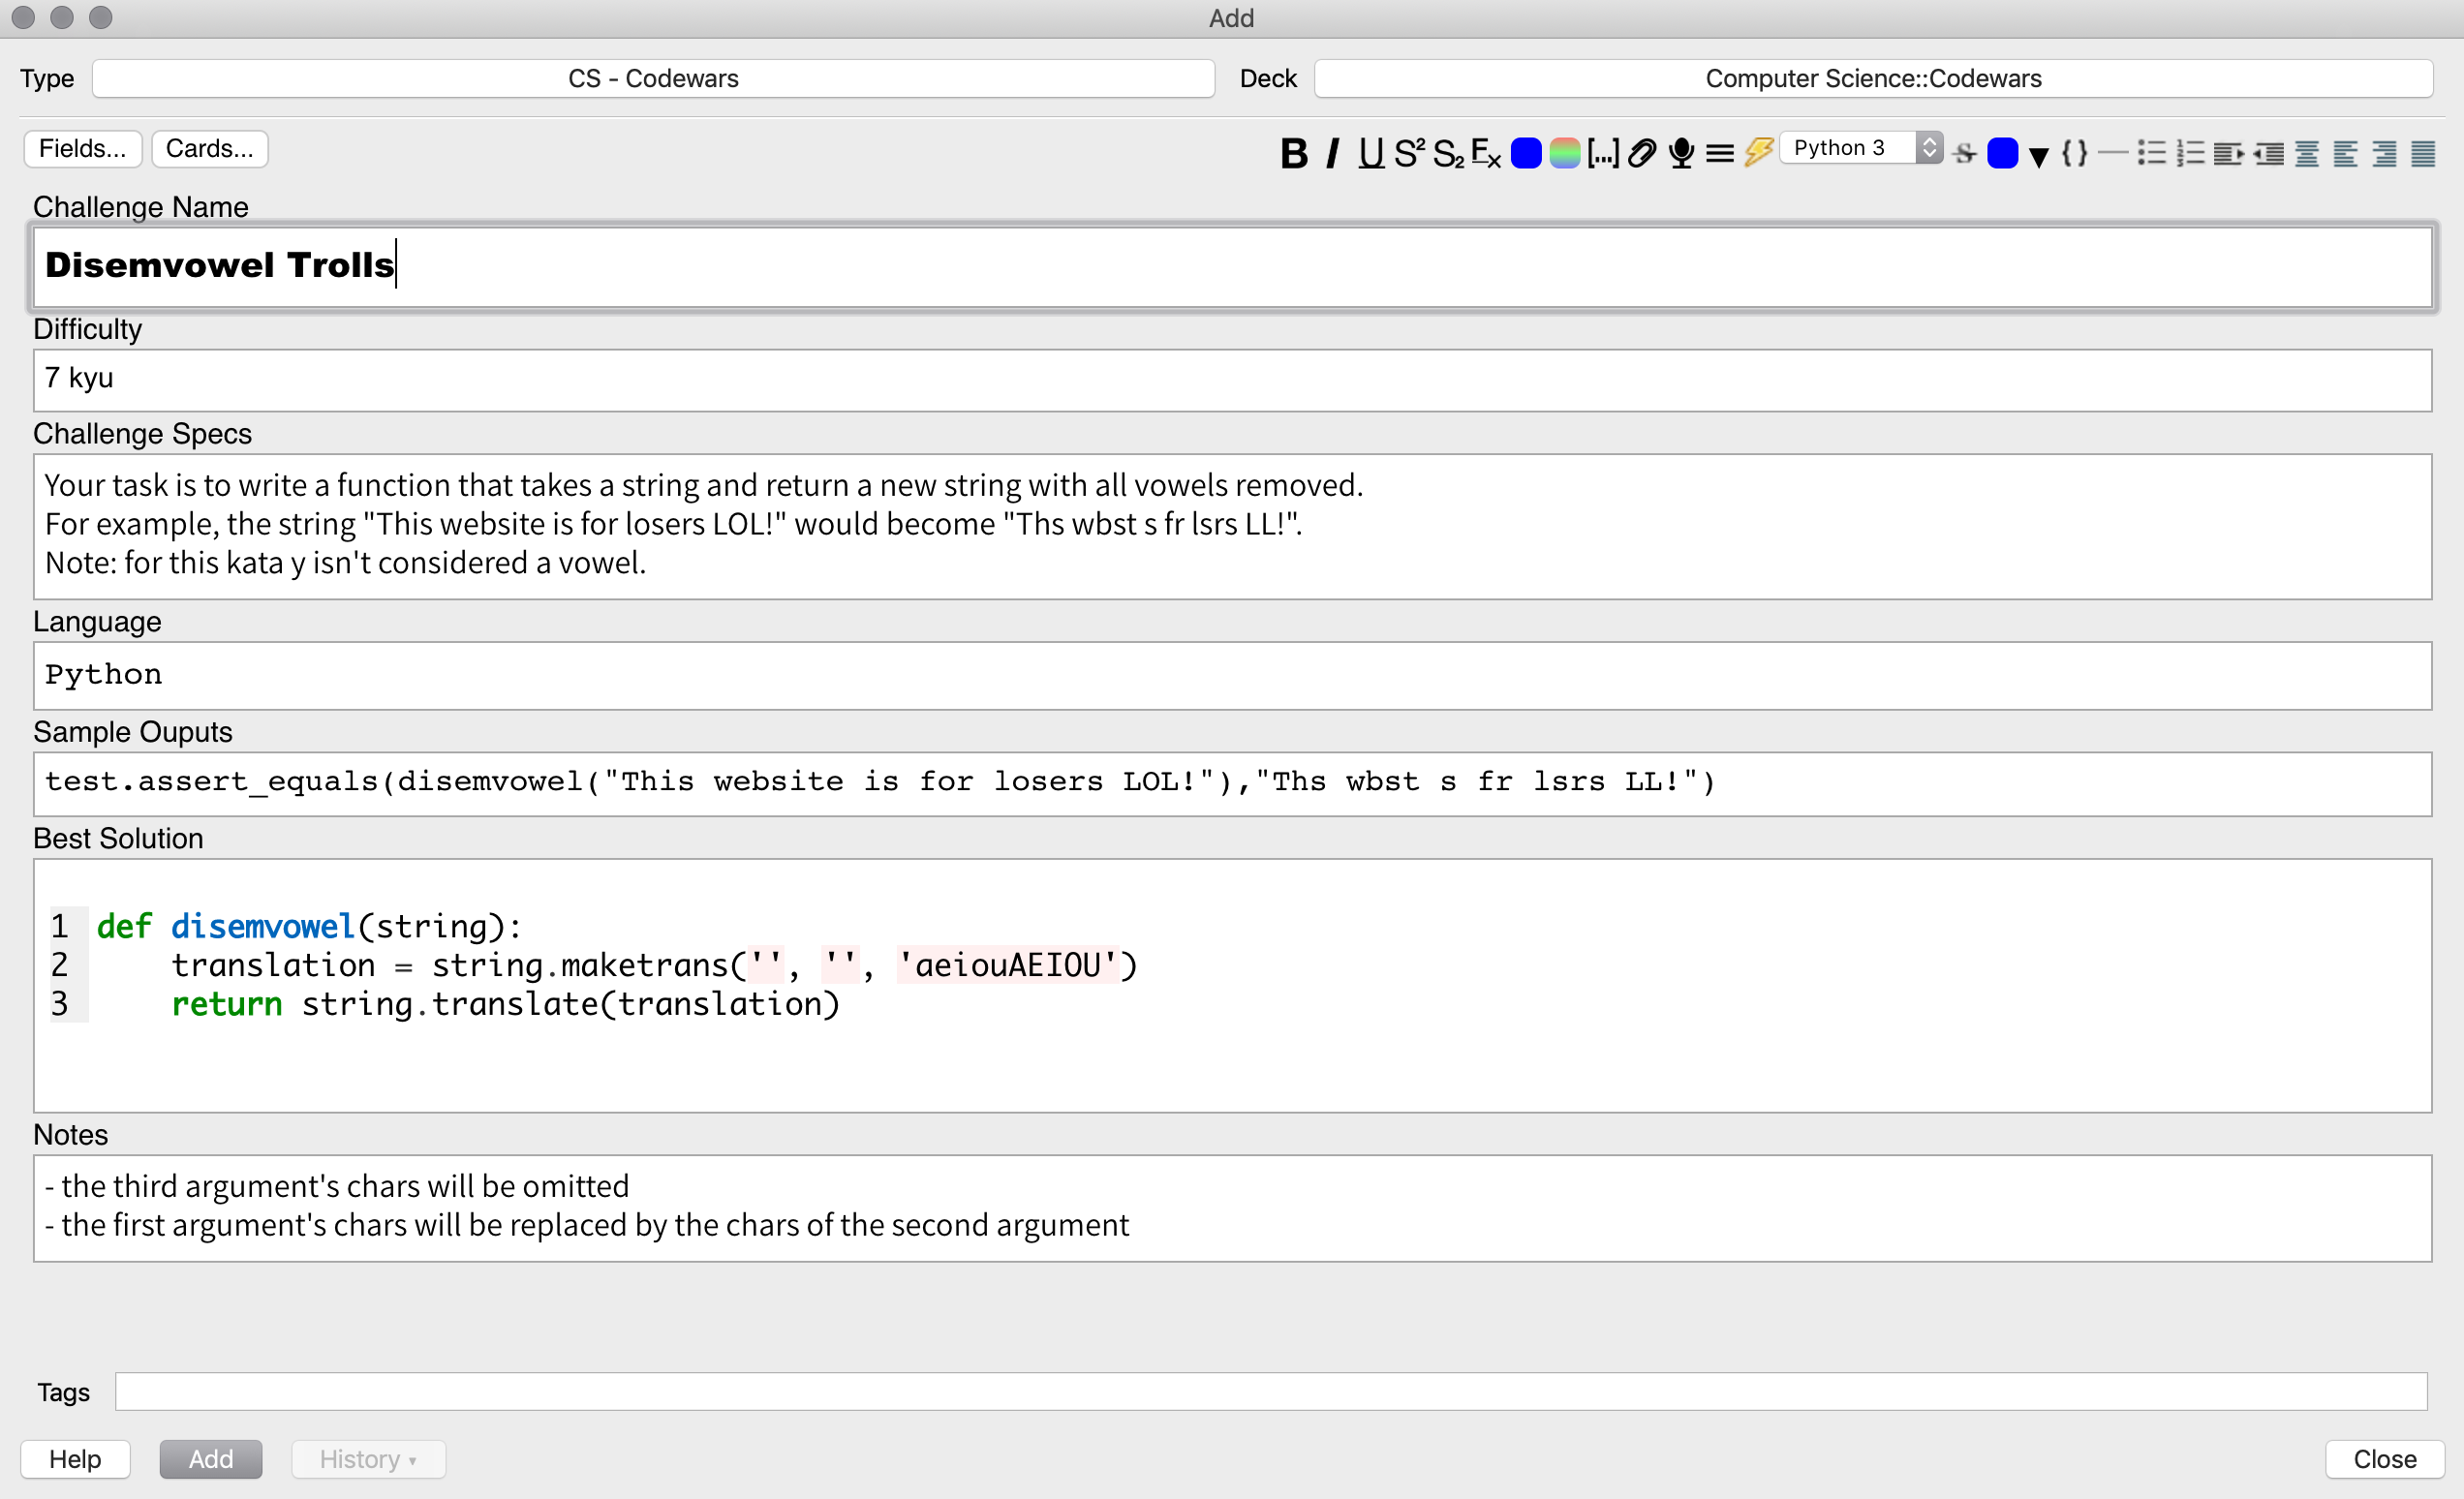 Add
Type CS - Codewars Deck Computer Science::Codewars
Fields... Cards... B I U S² S₂ Ex [...] Python 3 S {}
Challenge Name
Disemvowel Trolls
Difficulty
7 kyu
Challenge Specs
Your task is to write a function that takes a string and return a new string with all vowels removed.
For example, the string "This website is for losers LOL!" would become "Ths wbst s fr lsrs LL!".
Note: for this kata y isn't considered a vowel.
Language
Python
Sample Ouputs
test.assert_equals(disemvowel("This website is for losers LOL!"),"Ths wbst s fr lsrs LL!")
Best Solution
1 def disemvowel(string):
2     translation = string.maketrans('', '', 'aeiouAEIOU')
3     return string.translate(translation)
Notes
- the third argument's chars will be omitted
- the first argument's chars will be replaced by the chars of the second argument
Tags
Help Add History ▾ Close